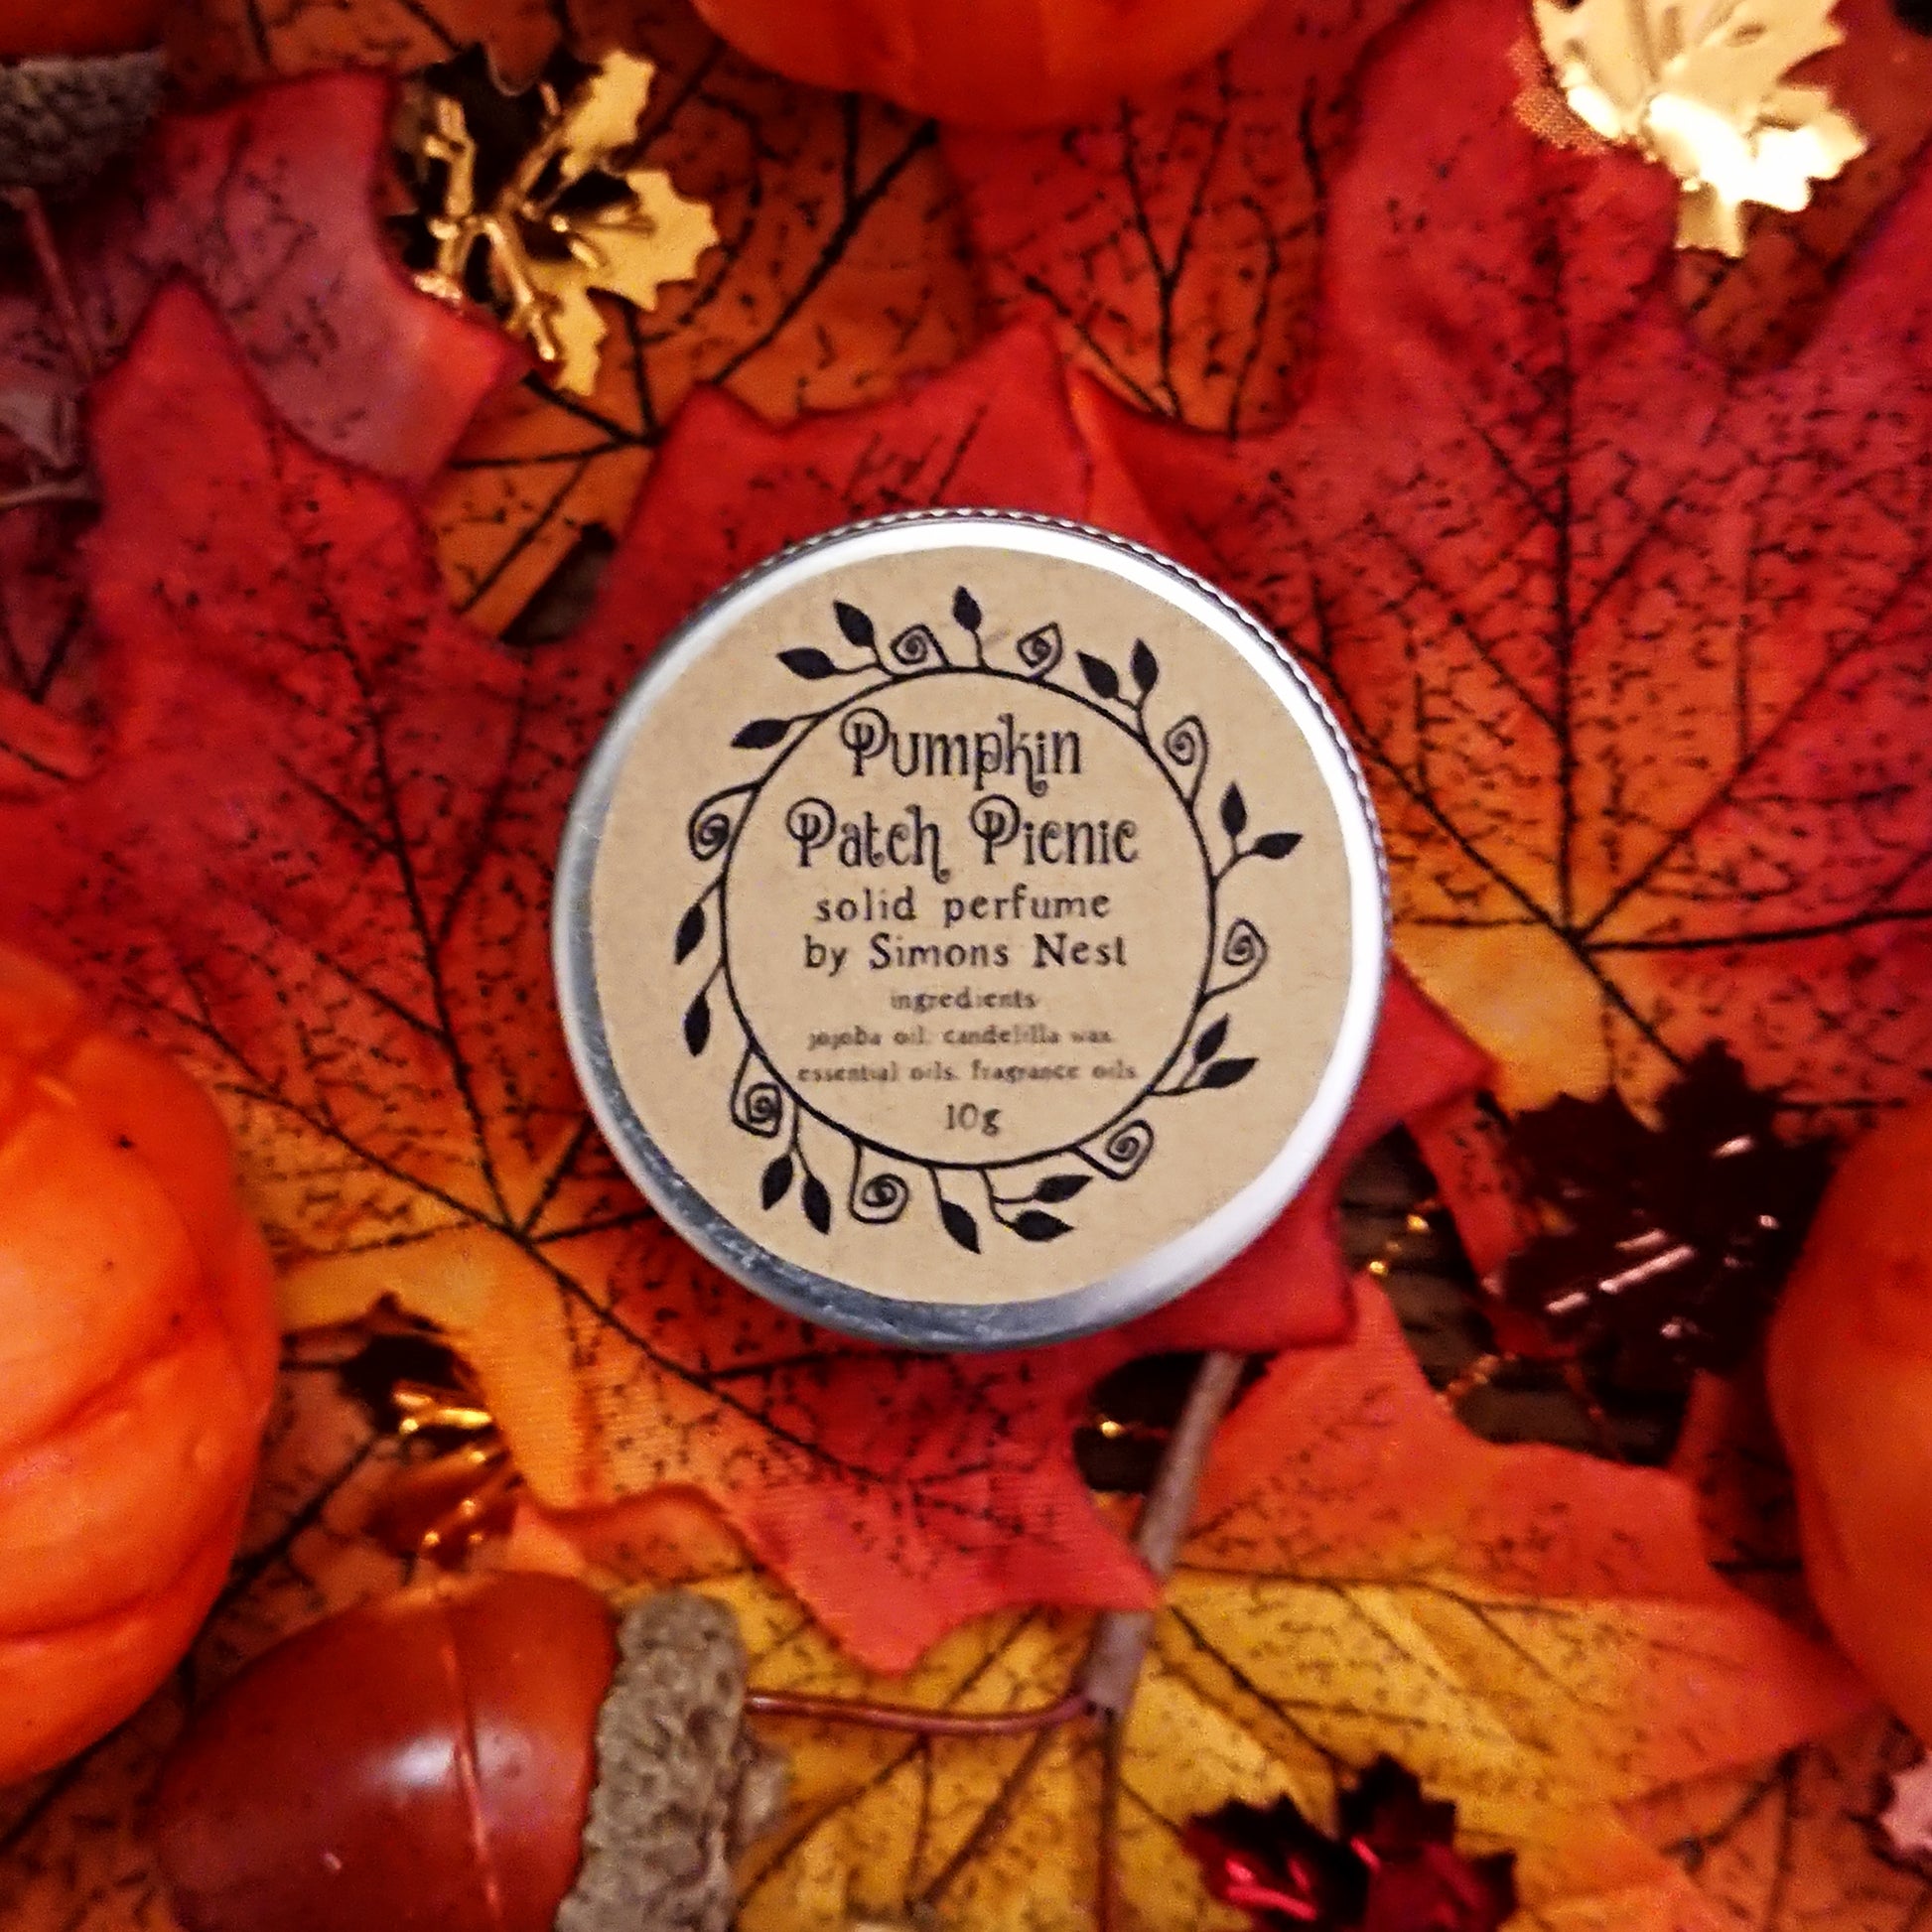 Pumpkin
Patch Picnic
solid perfume
by Simons Nest
ingredients
jojoba oil, candelilla wax,
essential oils, fragrance oils.
10g